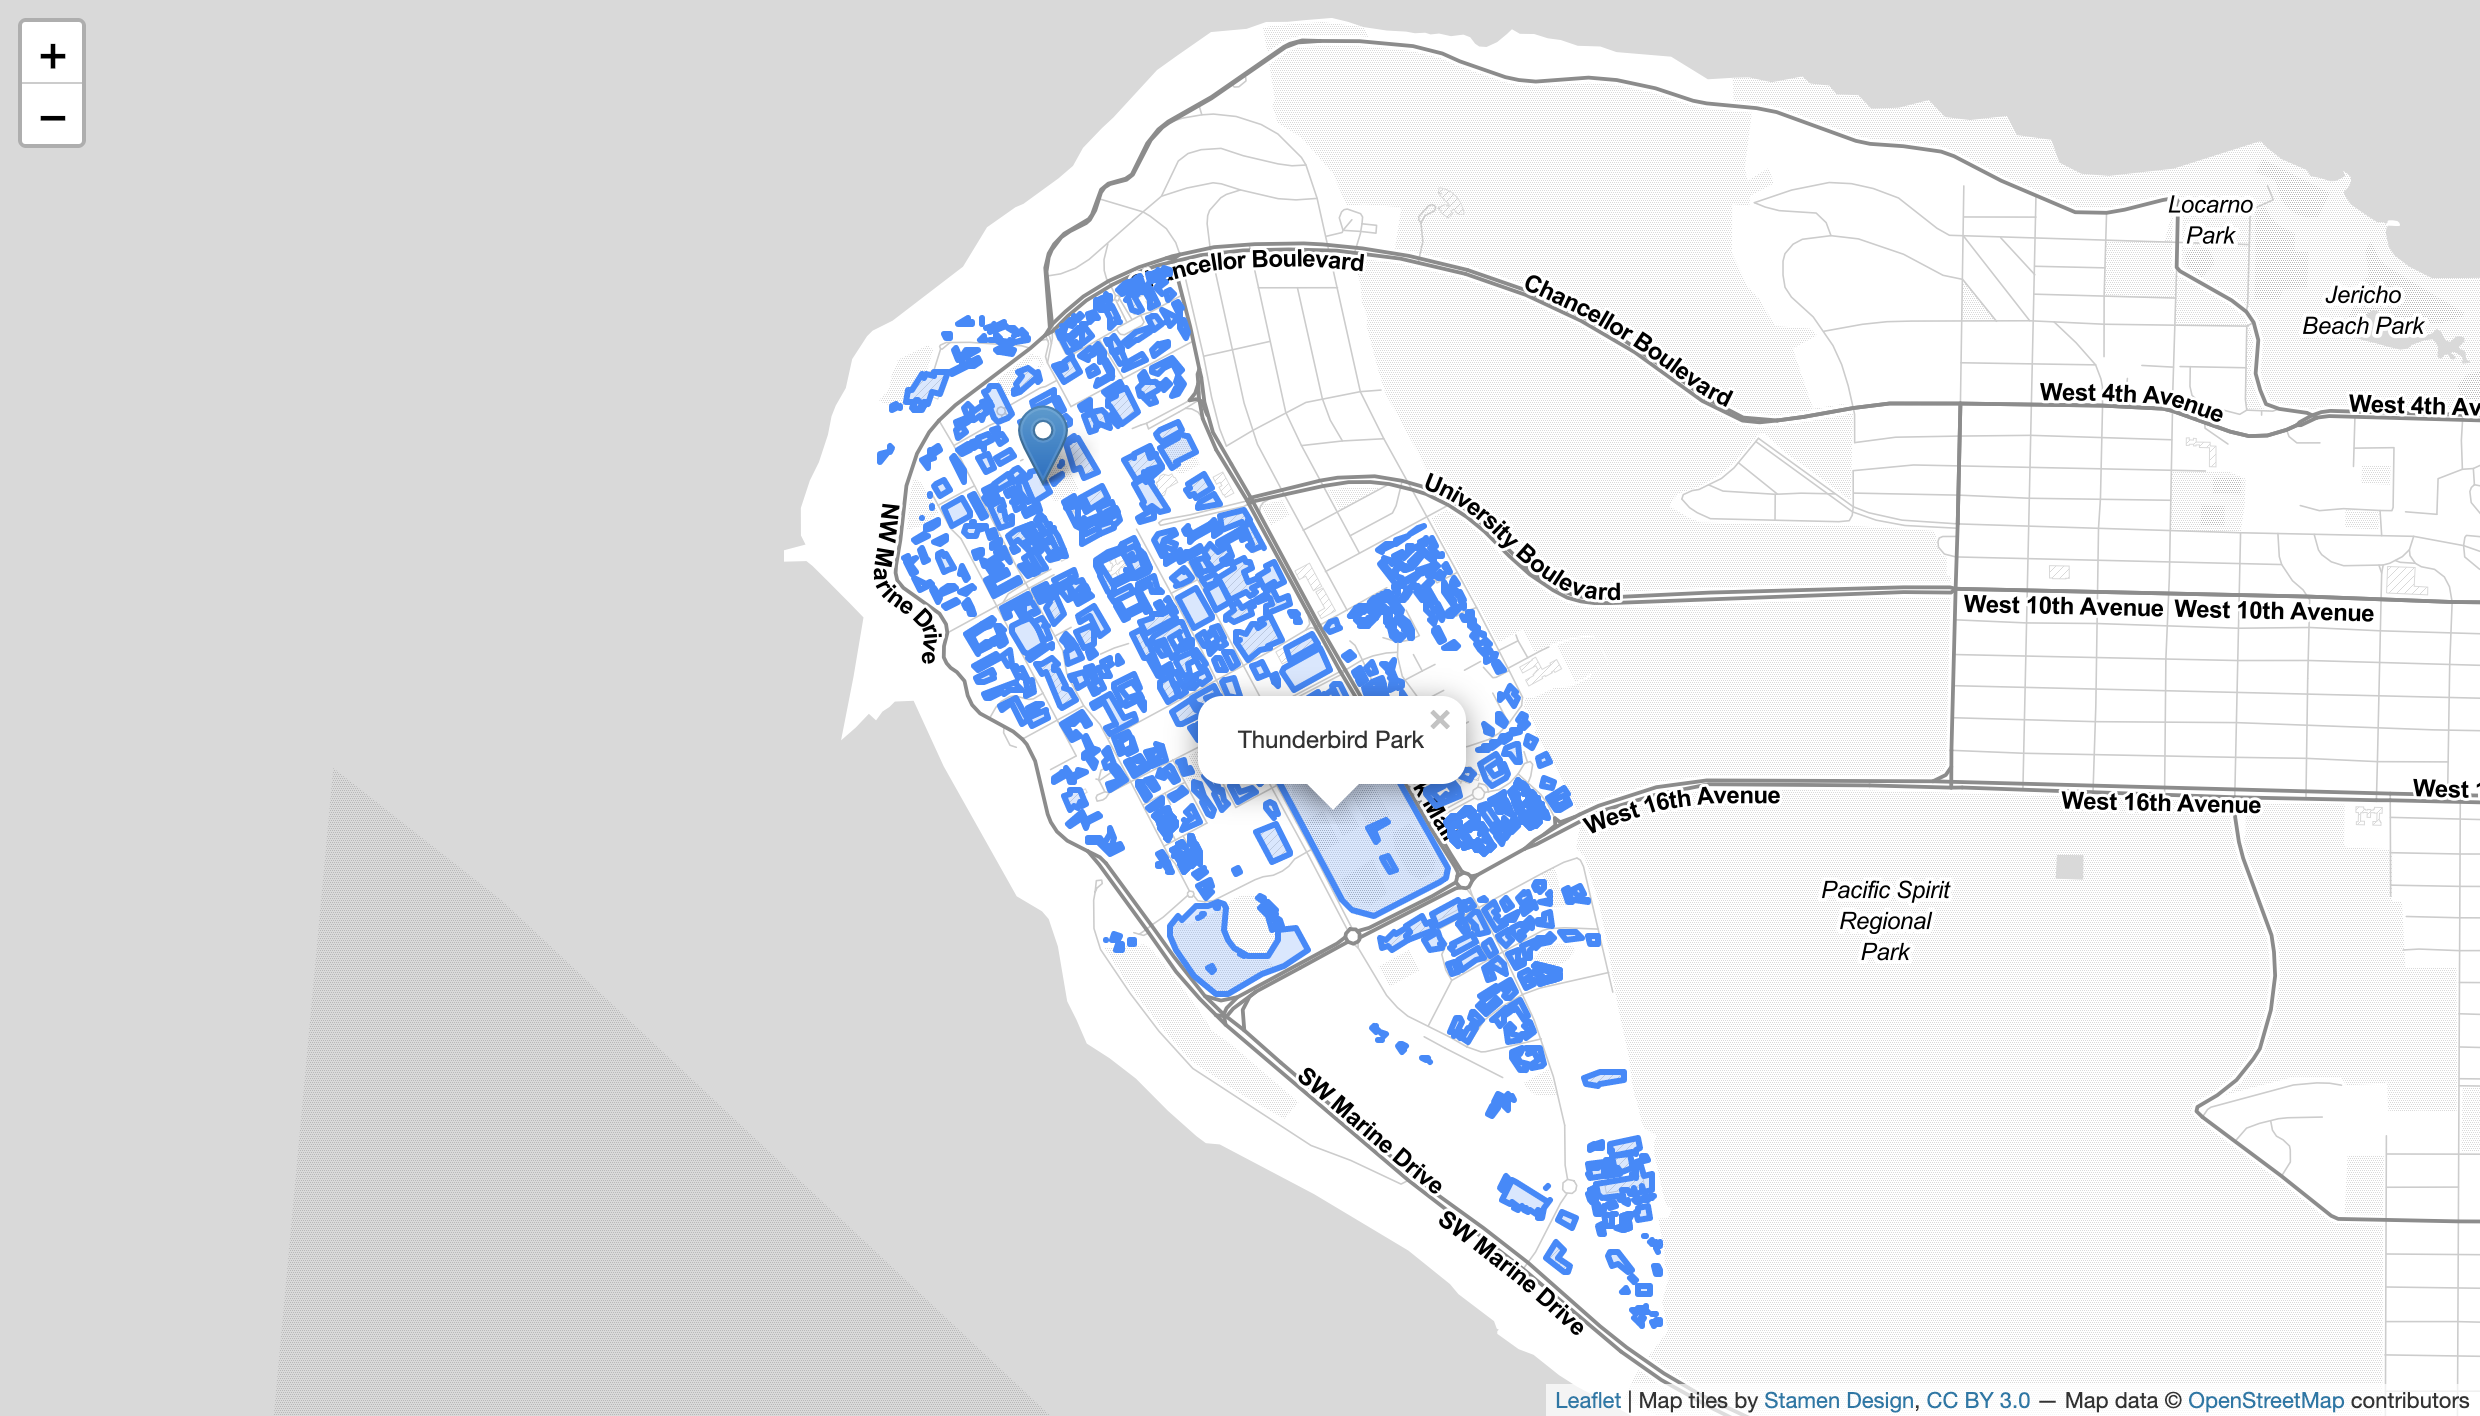 +
−
Locarno
Park
Jericho
Beach Park
Chancellor Boulevard
West 4th Avenue
West 4th Av
University Boulevard
NW Marine Drive
West 10th Avenue
West 10th Avenue
Thunderbird Park
×
West 16th Avenue
West 16th Avenue
West 1
Pacific Spirit
Regional
Park
SW Marine Drive
SW Marine Drive
Leaflet | Map tiles by Stamen Design, CC BY 3.0 — Map data © OpenStreetMap contributors